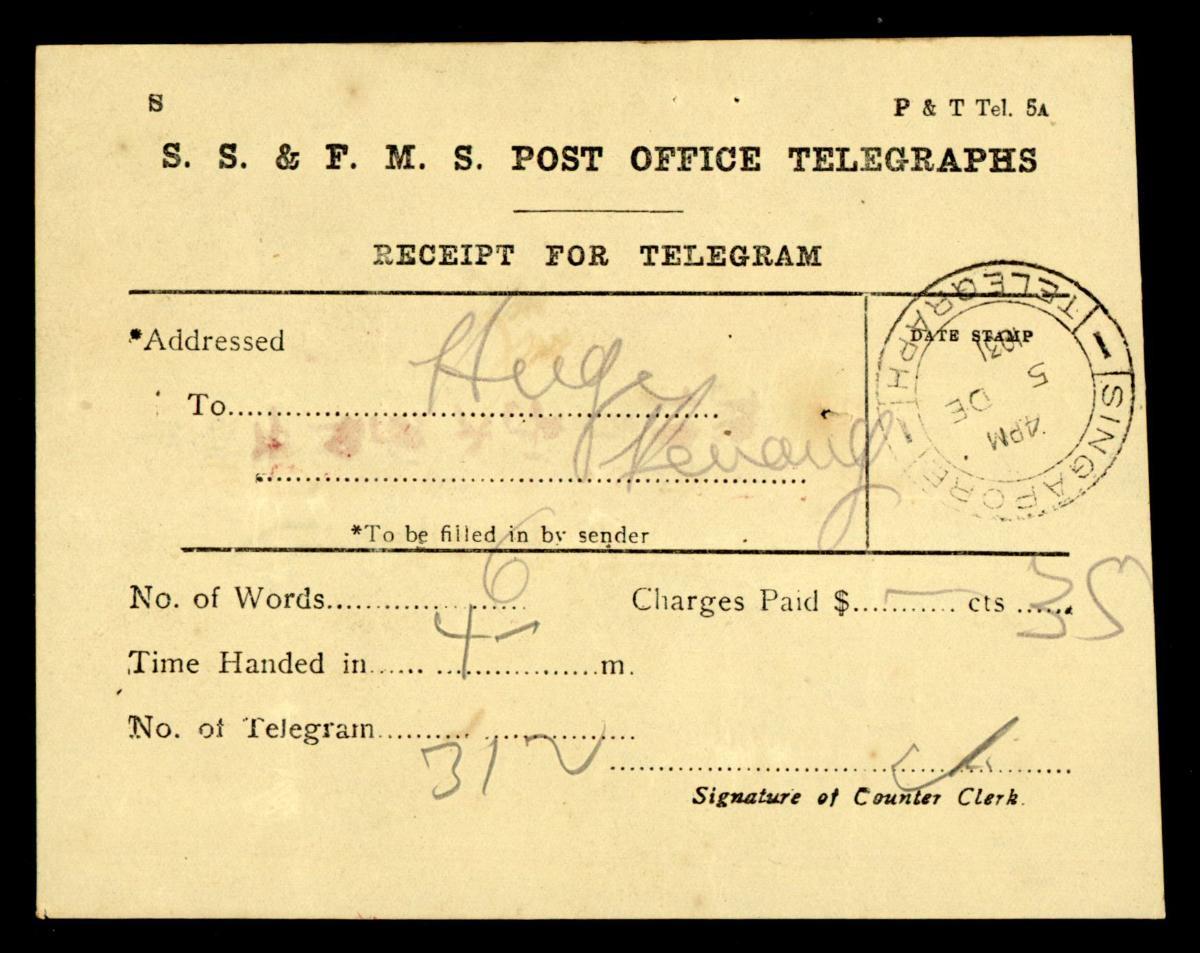 S
P & T Tel. 5A
S. S. & F. M. S. POST OFFICE TELEGRAPHS
RECEIPT FOR TELEGRAM
*Addressed
DATE STAMP
To
Penang
SINGAPORE TELEGRAPH
4PM
5 DE
1931
*To be filled in by sender
No. of Words 6
Charges Paid $ — cts 35
Time Handed in 4 - m.
No. of Telegram 312
Signature of Counter Clerk.